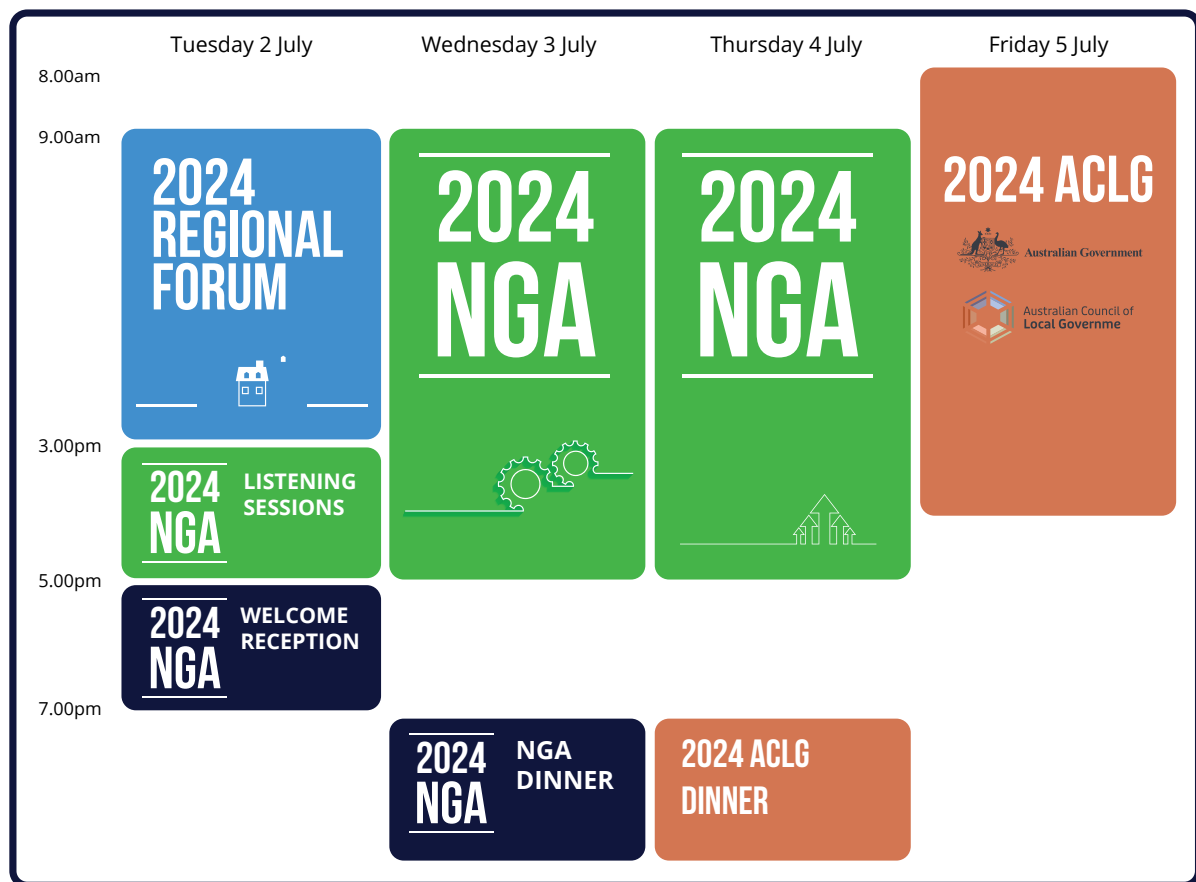 Tuesday 2 July
Wednesday 3 July
Thursday 4 July
Friday 5 July
8.00am
9.00am
3.00pm
5.00pm
7.00pm
2024
REGIONAL
FORUM
2024
NGA
LISTENING
SESSIONS
2024
NGA
WELCOME
RECEPTION
2024
NGA
2024
NGA
NGA
DINNER
2024
NGA
2024 ACLG
DINNER
2024 ACLG
Australian Government
Australian Council of
Local Governme